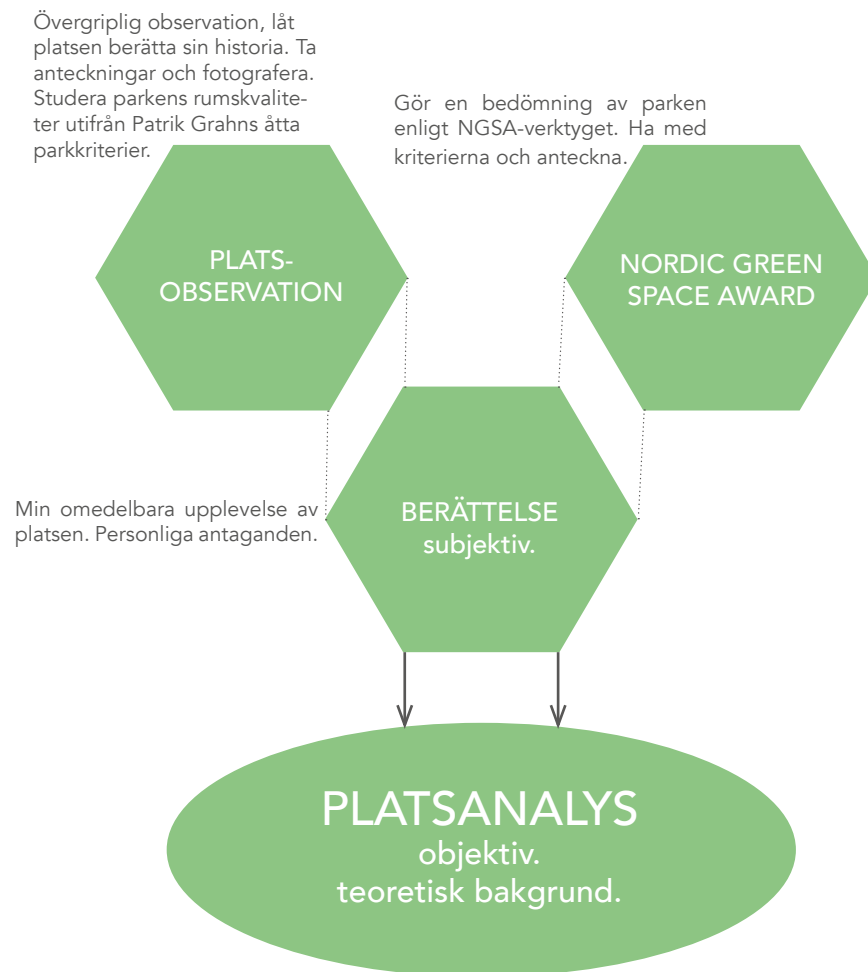 Övergriplig observation, låt
platsen berätta sin historia. Ta
anteckningar och fotografera.
Studera parkens rumskvalite-
ter utifrån Patrik Grahns åtta
parkkriterier.
Gör en bedömning av parken
enligt NGSA-verktyget. Ha med
kriterierna och anteckna.
PLATS-
OBSERVATION
NORDIC GREEN
SPACE AWARD
Min omedelbara upplevelse av
platsen. Personliga antaganden.
BERÄTTELSE
subjektiv.
PLATSANALYS
objektiv.
teoretisk bakgrund.